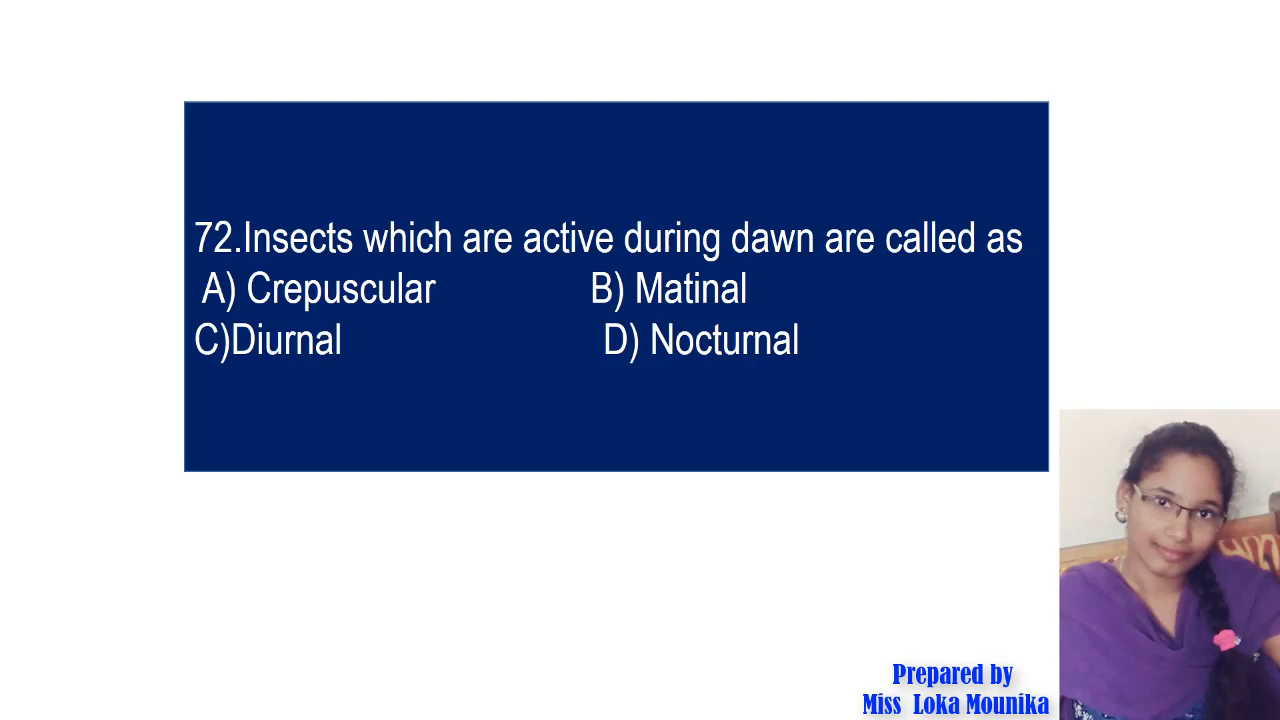 72.Insects which are active during dawn are called as
A) Crepuscular B) Matinal
C)Diurnal D) Nocturnal
Prepared by
Miss Loka Mounika